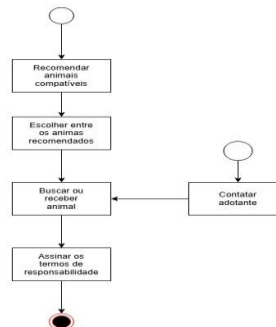 Recomendar
animais
compatíveis
Escolher entre
os animas
recomendados
Buscar ou
receber
animal
Contatar
adotante
Assinar os
termos de
responsabilidade